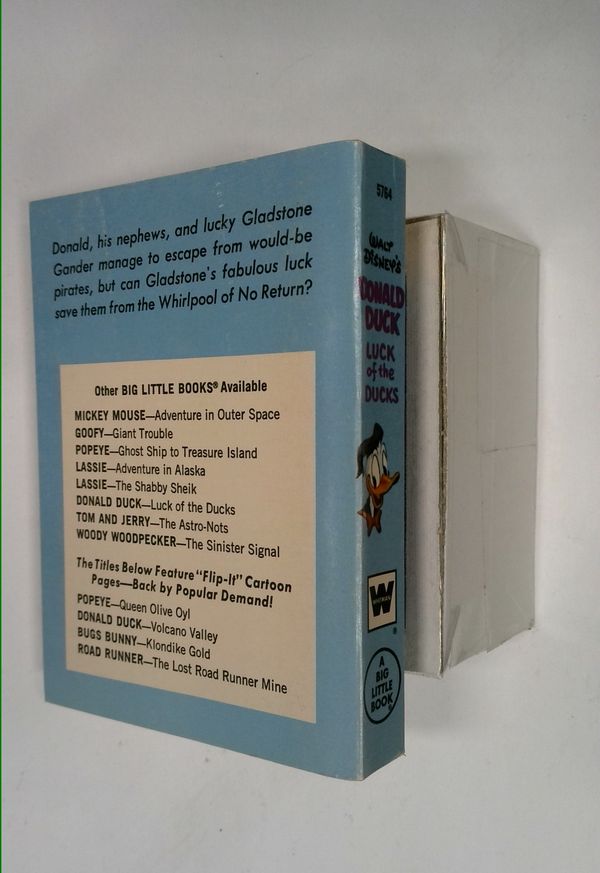 Donald, his nephews, and lucky Gladstone
Gander manage to escape from would-be
pirates, but can Gladstone's fabulous luck
save them from the Whirlpool of No Return?
Other BIG LITTLE BOOKS® Available
MICKEY MOUSE—Adventure in Outer Space
GOOFY—Giant Trouble
POPEYE—Ghost Ship to Treasure Island
LASSIE—Adventure in Alaska
LASSIE—The Shabby Sheik
DONALD DUCK—Luck of the Ducks
TOM AND JERRY—The Astro-Nots
WOODY WOODPECKER—The Sinister Signal
The Titles Below Feature "Flip-It" Cartoon
Pages—Back by Popular Demand!
POPEYE—Queen Olive Oyl
DONALD DUCK—Volcano Valley
BUGS BUNNY—Klondike Gold
ROAD RUNNER—The Lost Road Runner Mine
5764
WALT
DISNEY'S
DONALD
DUCK
LUCK
of the
DUCKS
W
WHITMAN
®
A
BIG
LITTLE
BOOK